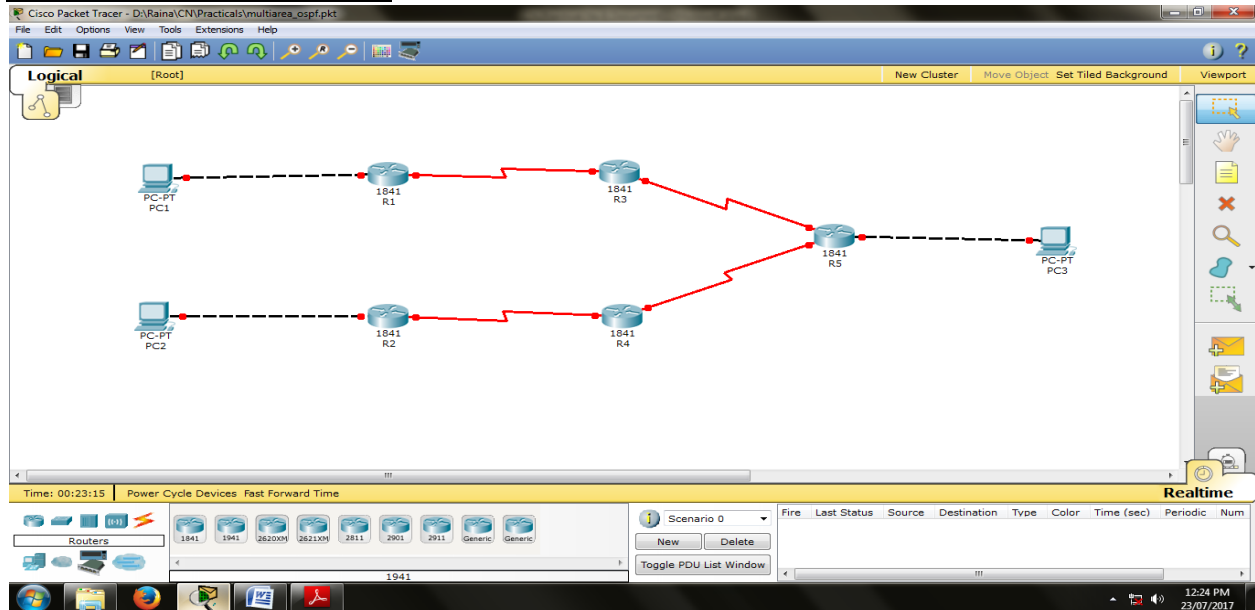 Cisco Packet Tracer - D:\Raina\CN\Practicals\multiarea_ospf.pkt
File Edit Options View Tools Extensions Help
Logical [Root] New Cluster Move Object Set Tiled Background Viewport
PC-PT
PC1
1841
R1
1841
R3
1841
R5
PC-PT
PC3
PC-PT
PC2
1841
R2
1841
R4
Time: 00:23:15 Power Cycle Devices Fast Forward Time Realtime
Routers
1841 1941 2620XM 2621XM 2811 2901 2911 Generic Generic
1941
Scenario 0
New Delete
Toggle PDU List Window
Fire Last Status Source Destination Type Color Time (sec) Periodic Num
12:24 PM
23/07/2017